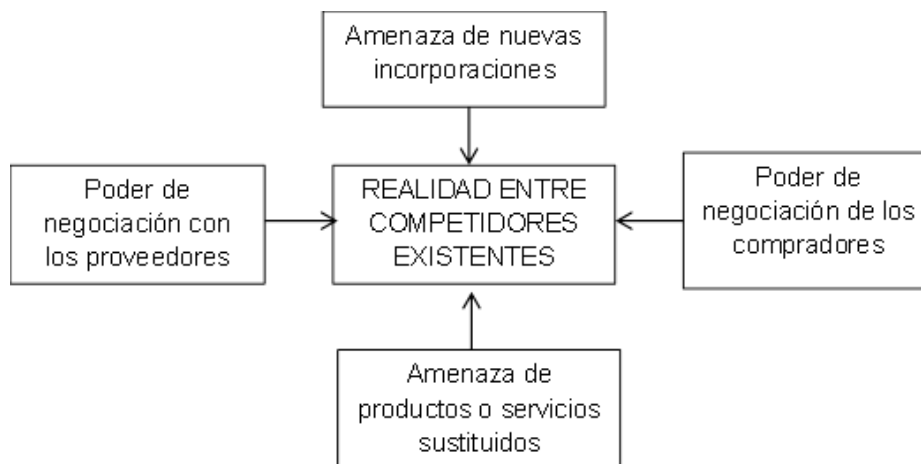 Amenaza de nuevas
incorporaciones
Poder de
negociación con
los proveedores
REALIDAD ENTRE
COMPETIDORES
EXISTENTES
Poder de
negociación de los
compradores
Amenaza de
productos o servicios
sustituidos